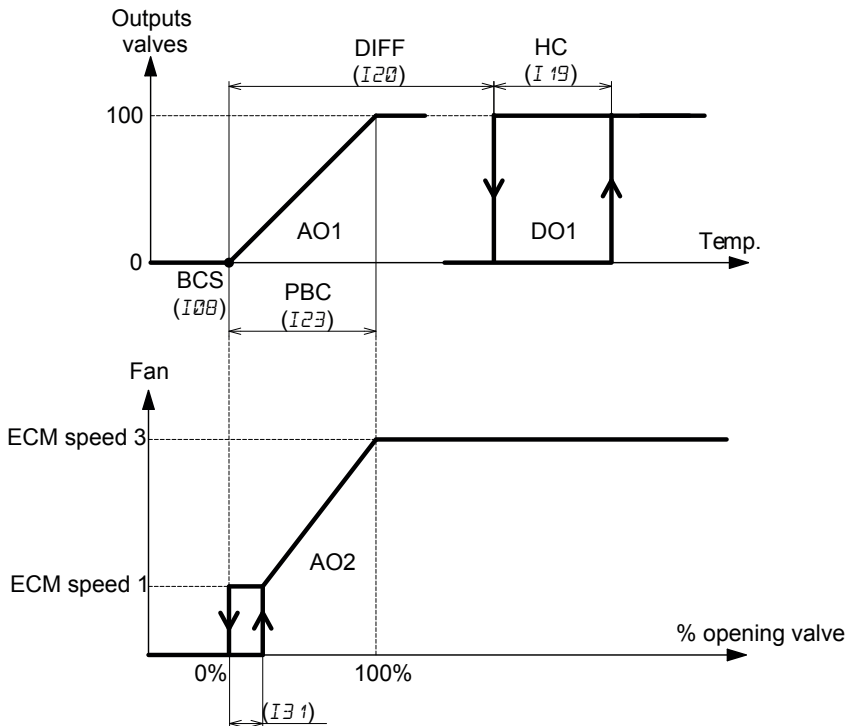 Outputs
valves
DIFF
(I20)
HC
(I19)
100
AO1
DO1
Temp.
0
BCS
(I08)
PBC
(I23)
Fan
ECM speed 3
AO2
ECM speed 1
% opening valve
0%
100%
(I31)